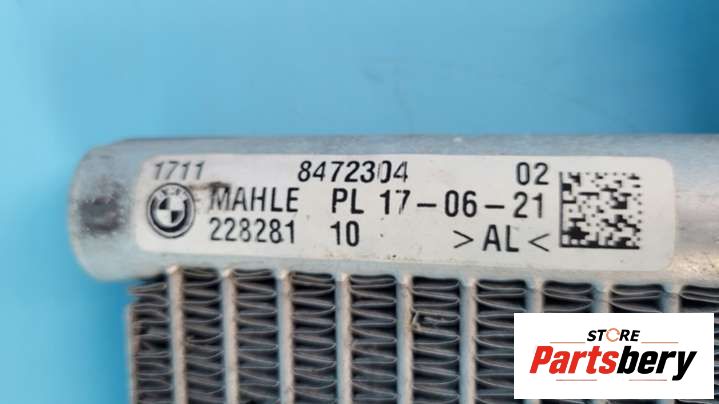 1711 8472304 02
MAHLE PL 17-06-21
228281 10 >AL<
STORE
Partsbery